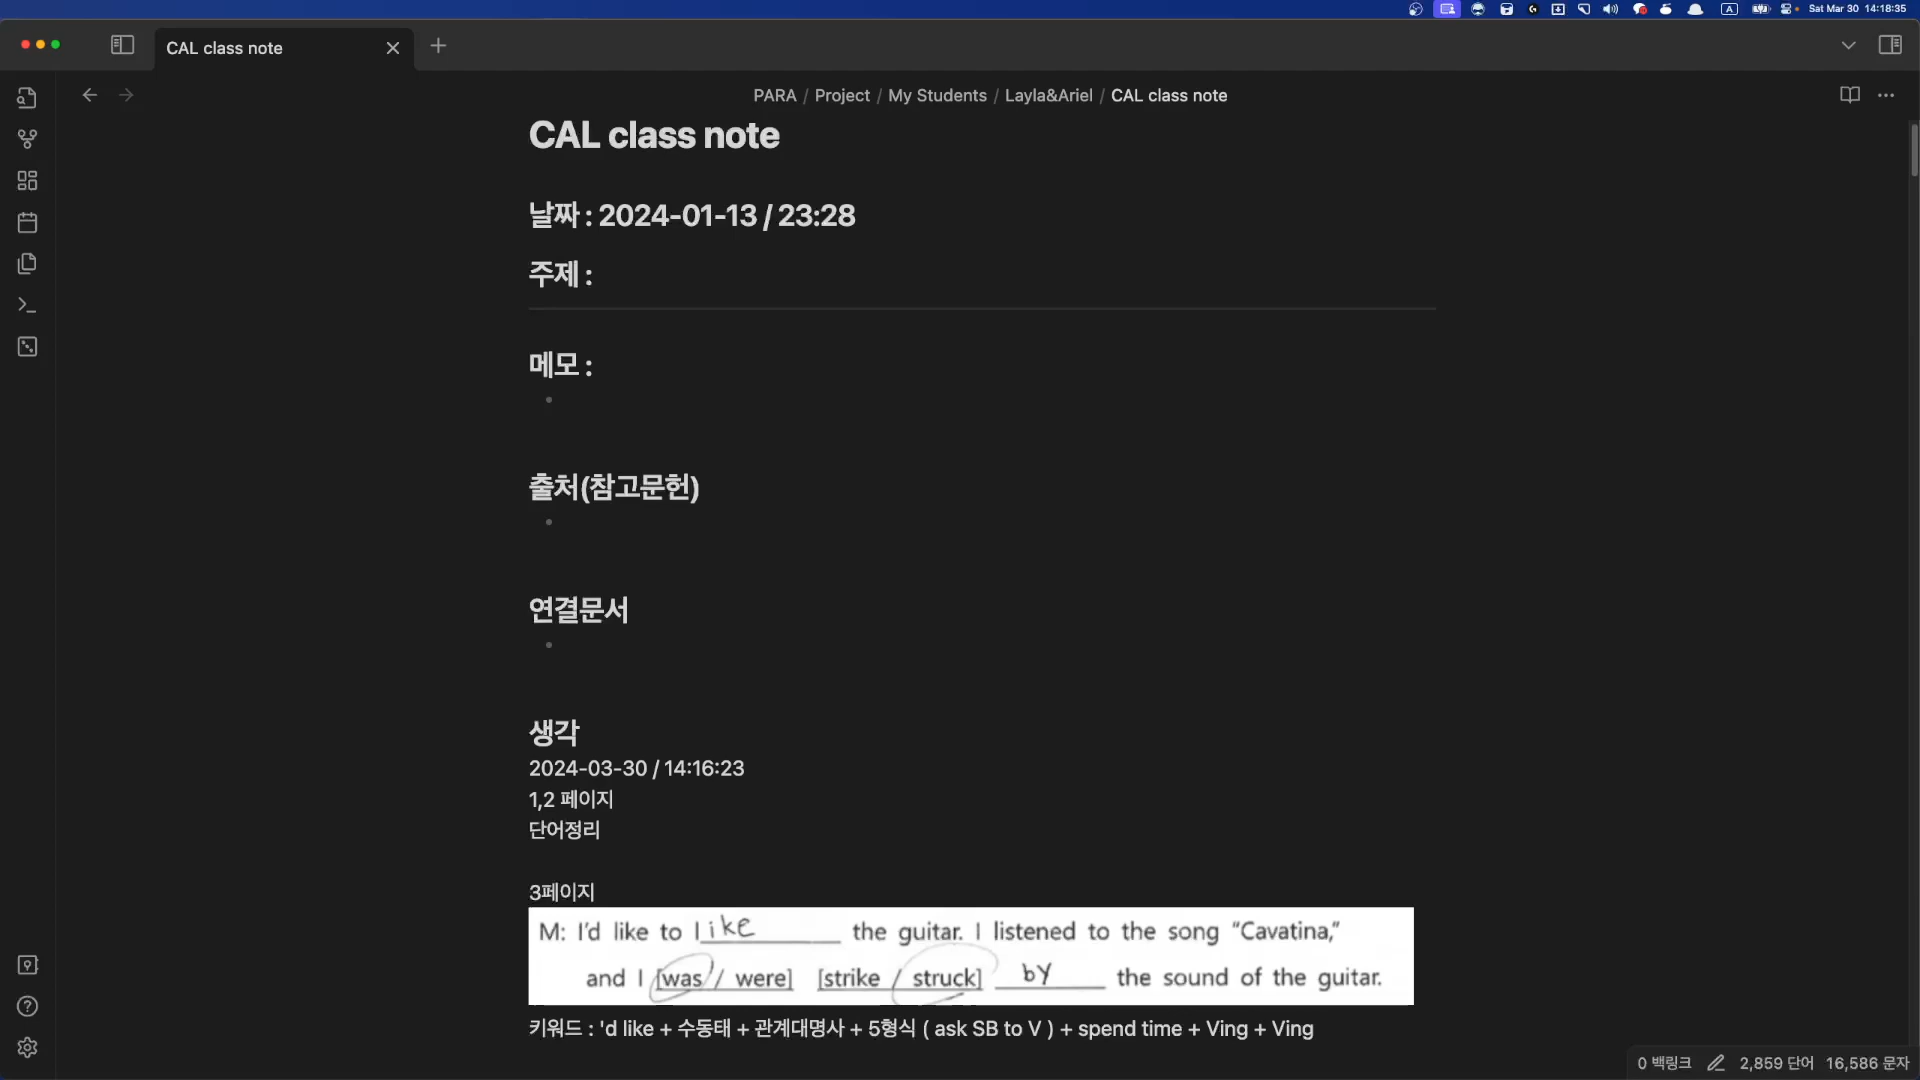 Sat Mar 30 14:18:35
CAL class note
PARA / Project / My Students / Layla&Ariel / CAL class note
CAL class note
날짜 : 2024-01-13 / 23:28
주제 :
메모 :
출처(참고문헌)
연결문서
생각
2024-03-30 / 14:16:23
1,2 페이지
단어정리
3페이지
M: I'd like to like the guitar. I listened to the song “Cavatina,”
and I [was / were] [strike / struck] by the sound of the guitar.
키워드 : 'd like + 수동태 + 관계대명사 + 5형식 ( ask SB to V ) + spend time + Ving + Ving
0 백링크 2,859 단어 16,586 문자